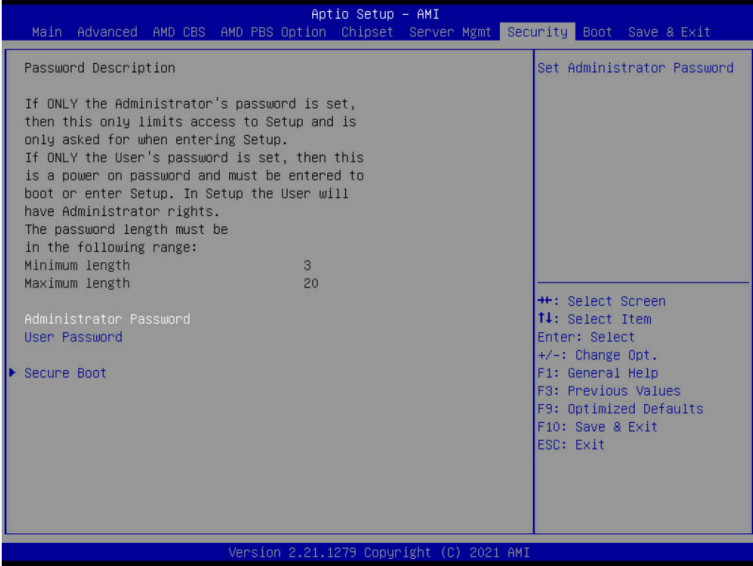 Aptio Setup – AMI
Main Advanced AMD CBS AMD PBS Option Chipset Server Mgmt Security Boot Save & Exit
Password Description
If ONLY the Administrator's password is set,
then this only limits access to Setup and is
only asked for when entering Setup.
If ONLY the User's password is set, then this
is a power on password and must be entered to
boot or enter Setup. In Setup the User will
have Administrator rights.
The password length must be
in the following range:
Minimum length 3
Maximum length 20
Administrator Password
User Password
Secure Boot
Set Administrator Password
→←: Select Screen
↑↓: Select Item
Enter: Select
+/-: Change Opt.
F1: General Help
F3: Previous Values
F9: Optimized Defaults
F10: Save & Exit
ESC: Exit
Version 2.21.1279 Copyright (C) 2021 AMI